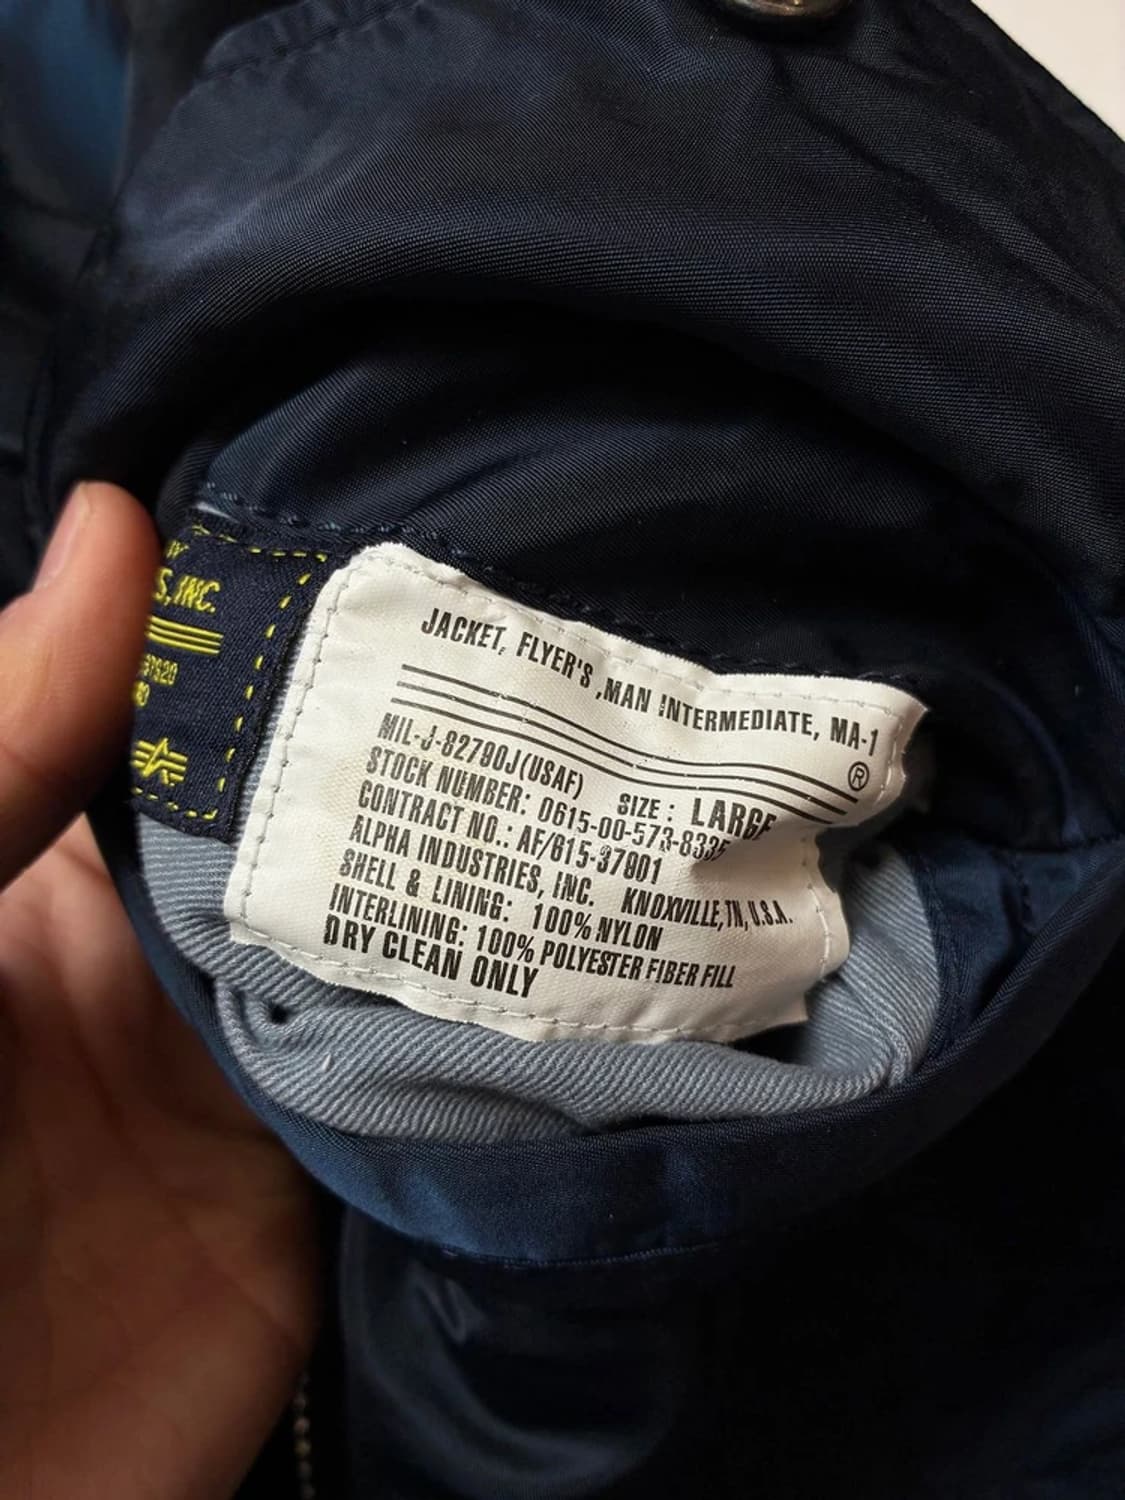 S, INC.
JACKET, FLYER'S ,MAN INTERMEDIATE, MA-1
®
MIL-J-82790J(USAF) SIZE : LARGE
STOCK NUMBER: 0615-00-573-8335
CONTRACT NO.: AF/615-37901
ALPHA INDUSTRIES, INC. KNOXVILLE, TN, U.S.A.
SHELL & LINING: 100% NYLON
INTERLINING: 100% POLYESTER FIBER FILL
DRY CLEAN ONLY